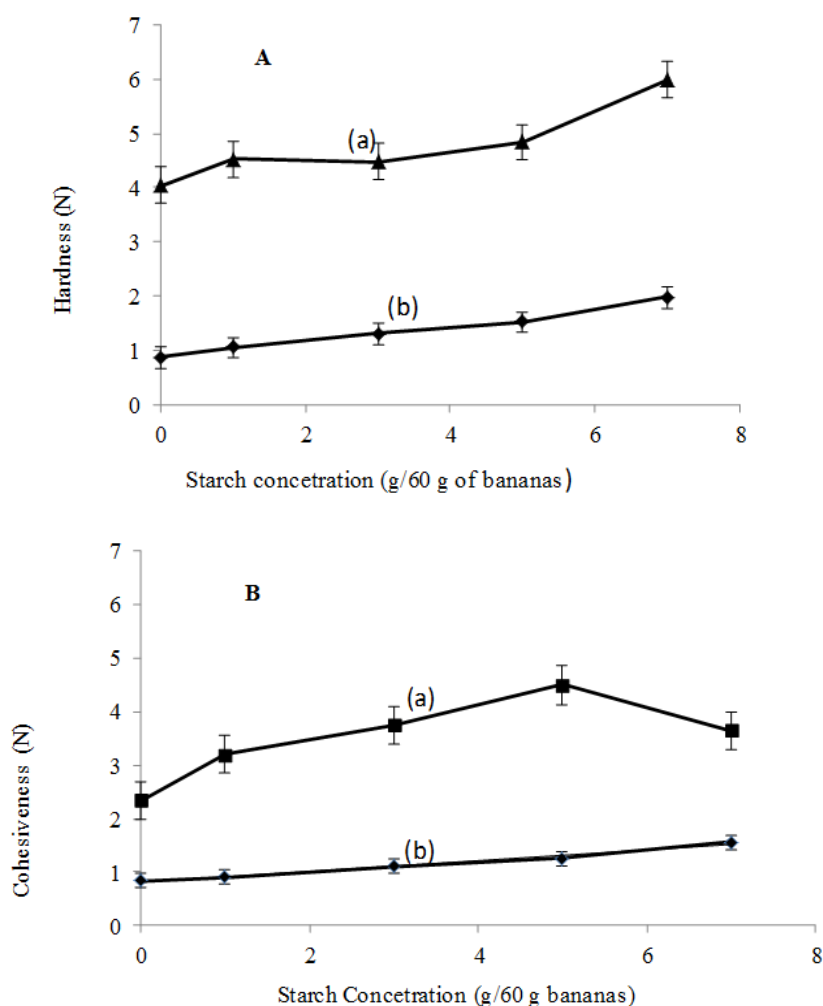 A
7
6
5
4
3
2
1
0
Hardness (N)
(a)
(b)
0 2 4 6 8
Starch concetration (g/60 g of bananas)
B
7
6
5
4
3
2
1
0
Cohesiveness (N)
(a)
(b)
0 2 4 6 8
Starch Concetration (g/60 g bananas)